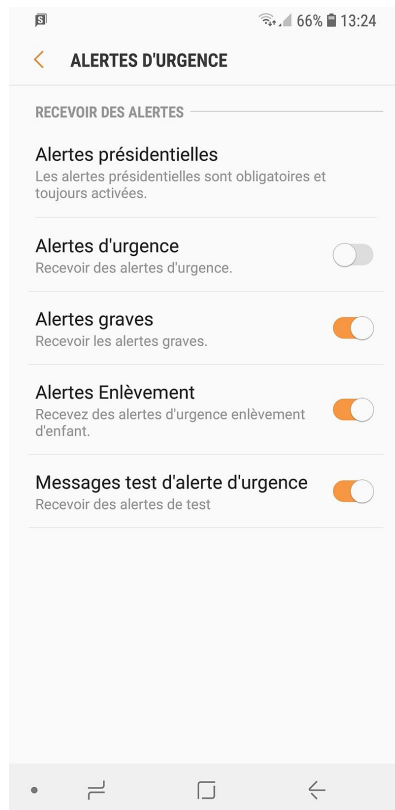 66% 13:24
ALERTES D'URGENCE
RECEVOIR DES ALERTES
Alertes présidentielles
Les alertes présidentielles sont obligatoires et
toujours activées.
Alertes d'urgence
Recevoir des alertes d'urgence.
Alertes graves
Recevoir les alertes graves.
Alertes Enlèvement
Recevez des alertes d'urgence enlèvement
d'enfant.
Messages test d'alerte d'urgence
Recevoir des alertes de test